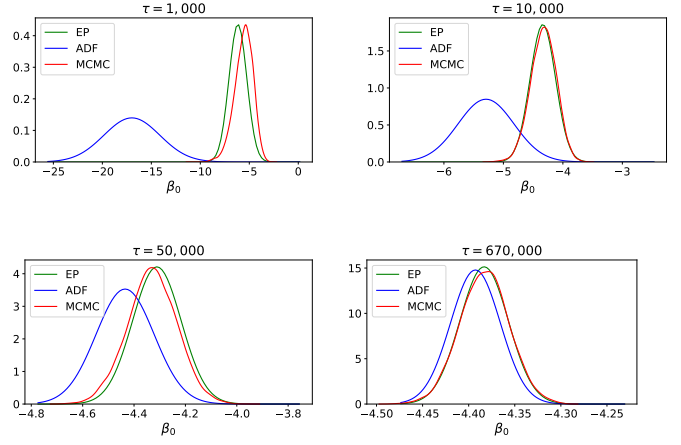 τ = 1, 000
EP
ADF
MCMC
0.4
0.3
0.2
0.1
0.0
−25 −20 −15 −10 −5 0
β0
τ = 10, 000
EP
ADF
MCMC
1.5
1.0
0.5
0.0
−6 −5 −4 −3
β0
τ = 50, 000
EP
ADF
MCMC
4
3
2
1
0
−4.8 −4.6 −4.4 −4.2 −4.0 −3.8
β0
τ = 670, 000
EP
ADF
MCMC
15
10
5
0
−4.50 −4.45 −4.40 −4.35 −4.30 −4.25
β0